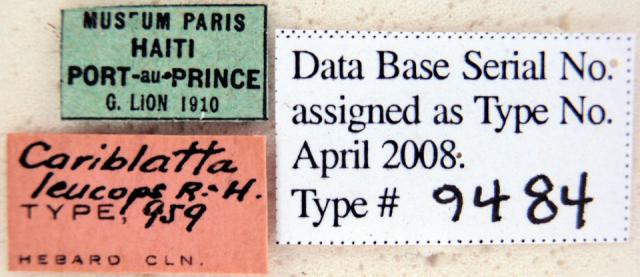 MUSEUM PARIS
HAITI
PORT-au-PRINCE
G. LION 1910
Cariblatta
leucops R.-H.
TYPE, 959
HEBARD CLN.
Data Base Serial No.
assigned as Type No.
April 2008.
Type # 9484